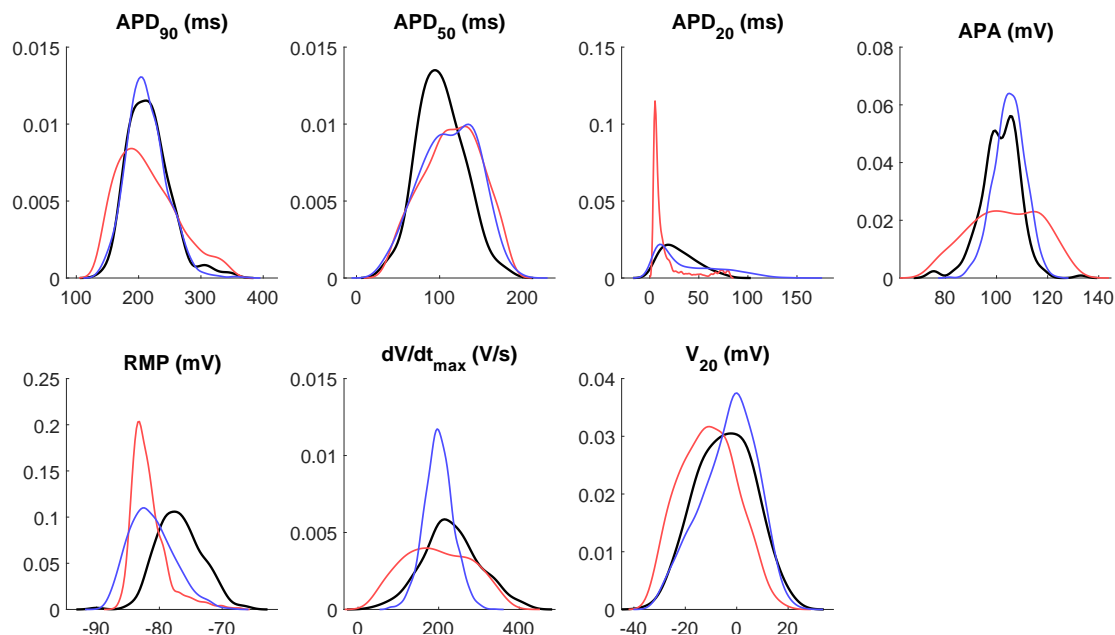 APD90 (ms)
0.015
0.01
0.005
0
100 200 300 400
APD50 (ms)
0.015
0.01
0.005
0
0 100 200
APD20 (ms)
0.15
0.1
0.05
0
0 50 100 150
APA (mV)
0.08
0.06
0.04
0.02
0
80 100 120 140
RMP (mV)
0.25
0.2
0.15
0.1
0.05
0
-90 -80 -70
dV/dtmax (V/s)
0.015
0.01
0.005
0
0 200 400
V20 (mV)
0.04
0.03
0.02
0.01
0
-40 -20 0 20